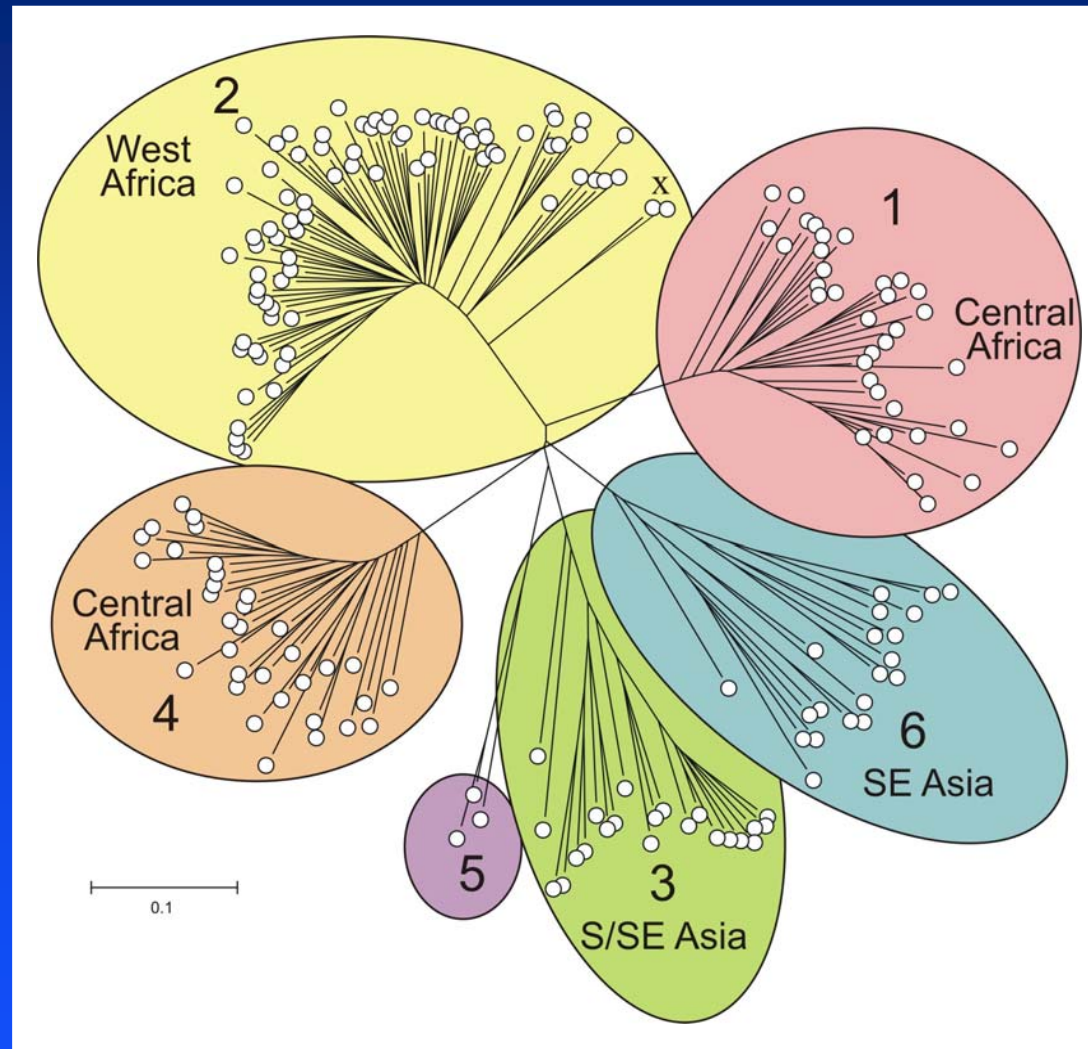 2
West
Africa
x
1
Central
Africa
Central
Africa
4
6
SE Asia
5
3
S/SE Asia
0.1